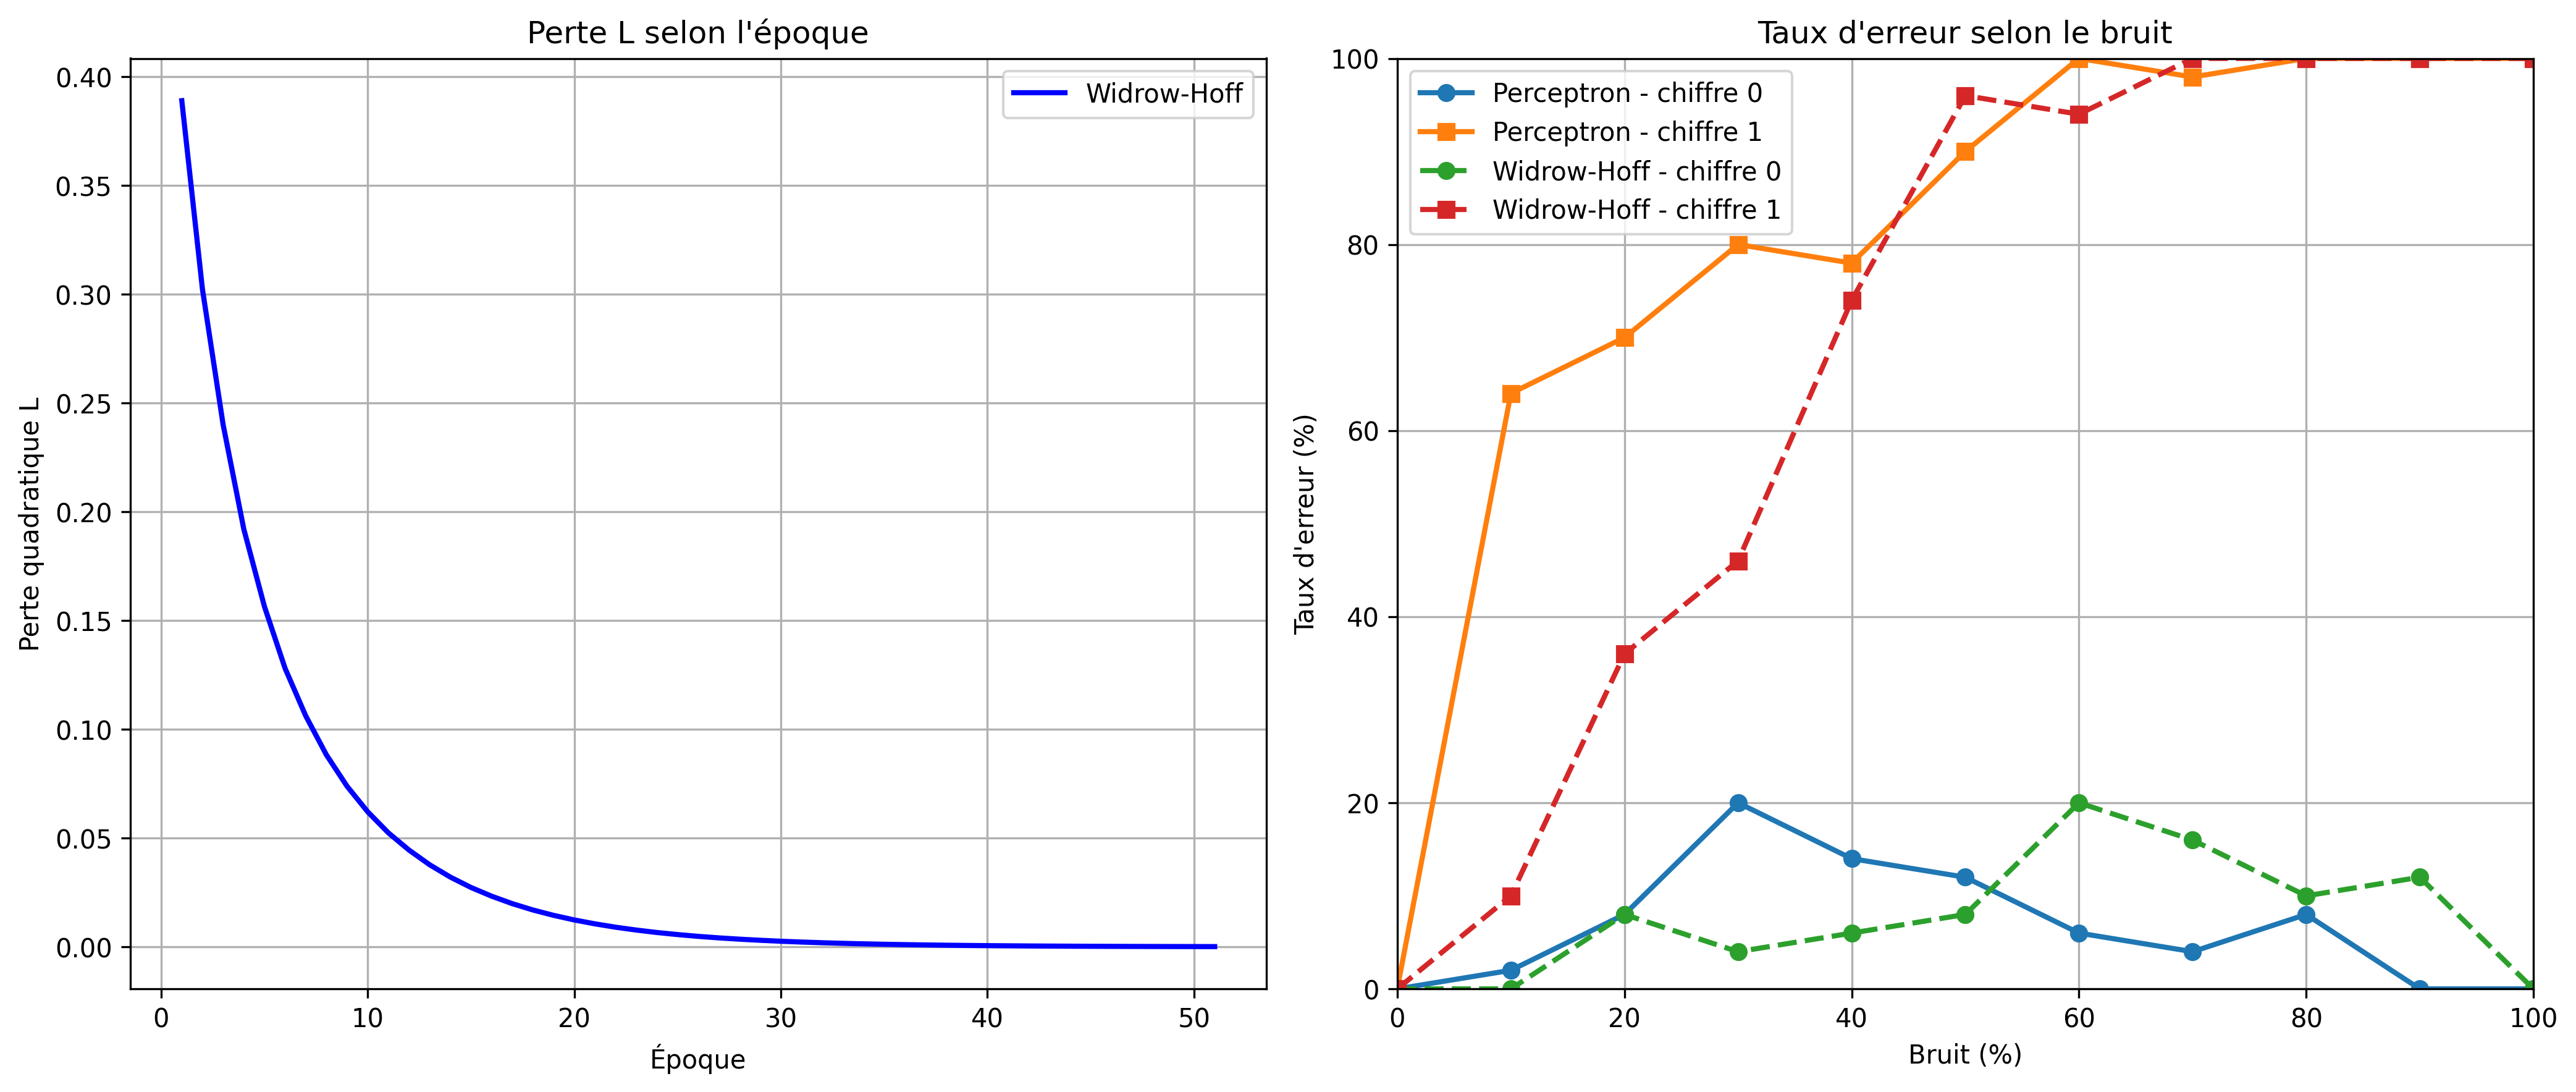 Perte L selon l'époque
Widrow-Hoff
0.40
0.35
0.30
0.25
0.20
0.15
0.10
0.05
0.00
Perte quadratique L
0 10 20 30 40 50
Époque
Taux d'erreur selon le bruit
Perceptron - chiffre 0
Perceptron - chiffre 1
Widrow-Hoff - chiffre 0
Widrow-Hoff - chiffre 1
100
80
60
40
20
0
Taux d'erreur (%)
0 20 40 60 80 100
Bruit (%)